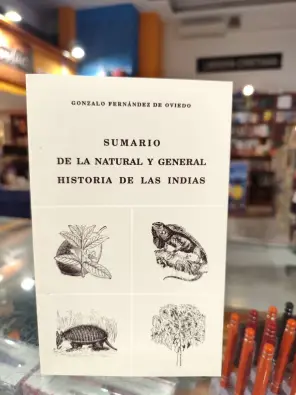 GONZALO FERNÁNDEZ DE OVIEDO
SUMARIO
DE LA NATURAL Y GENERAL
HISTORIA DE LAS INDIAS